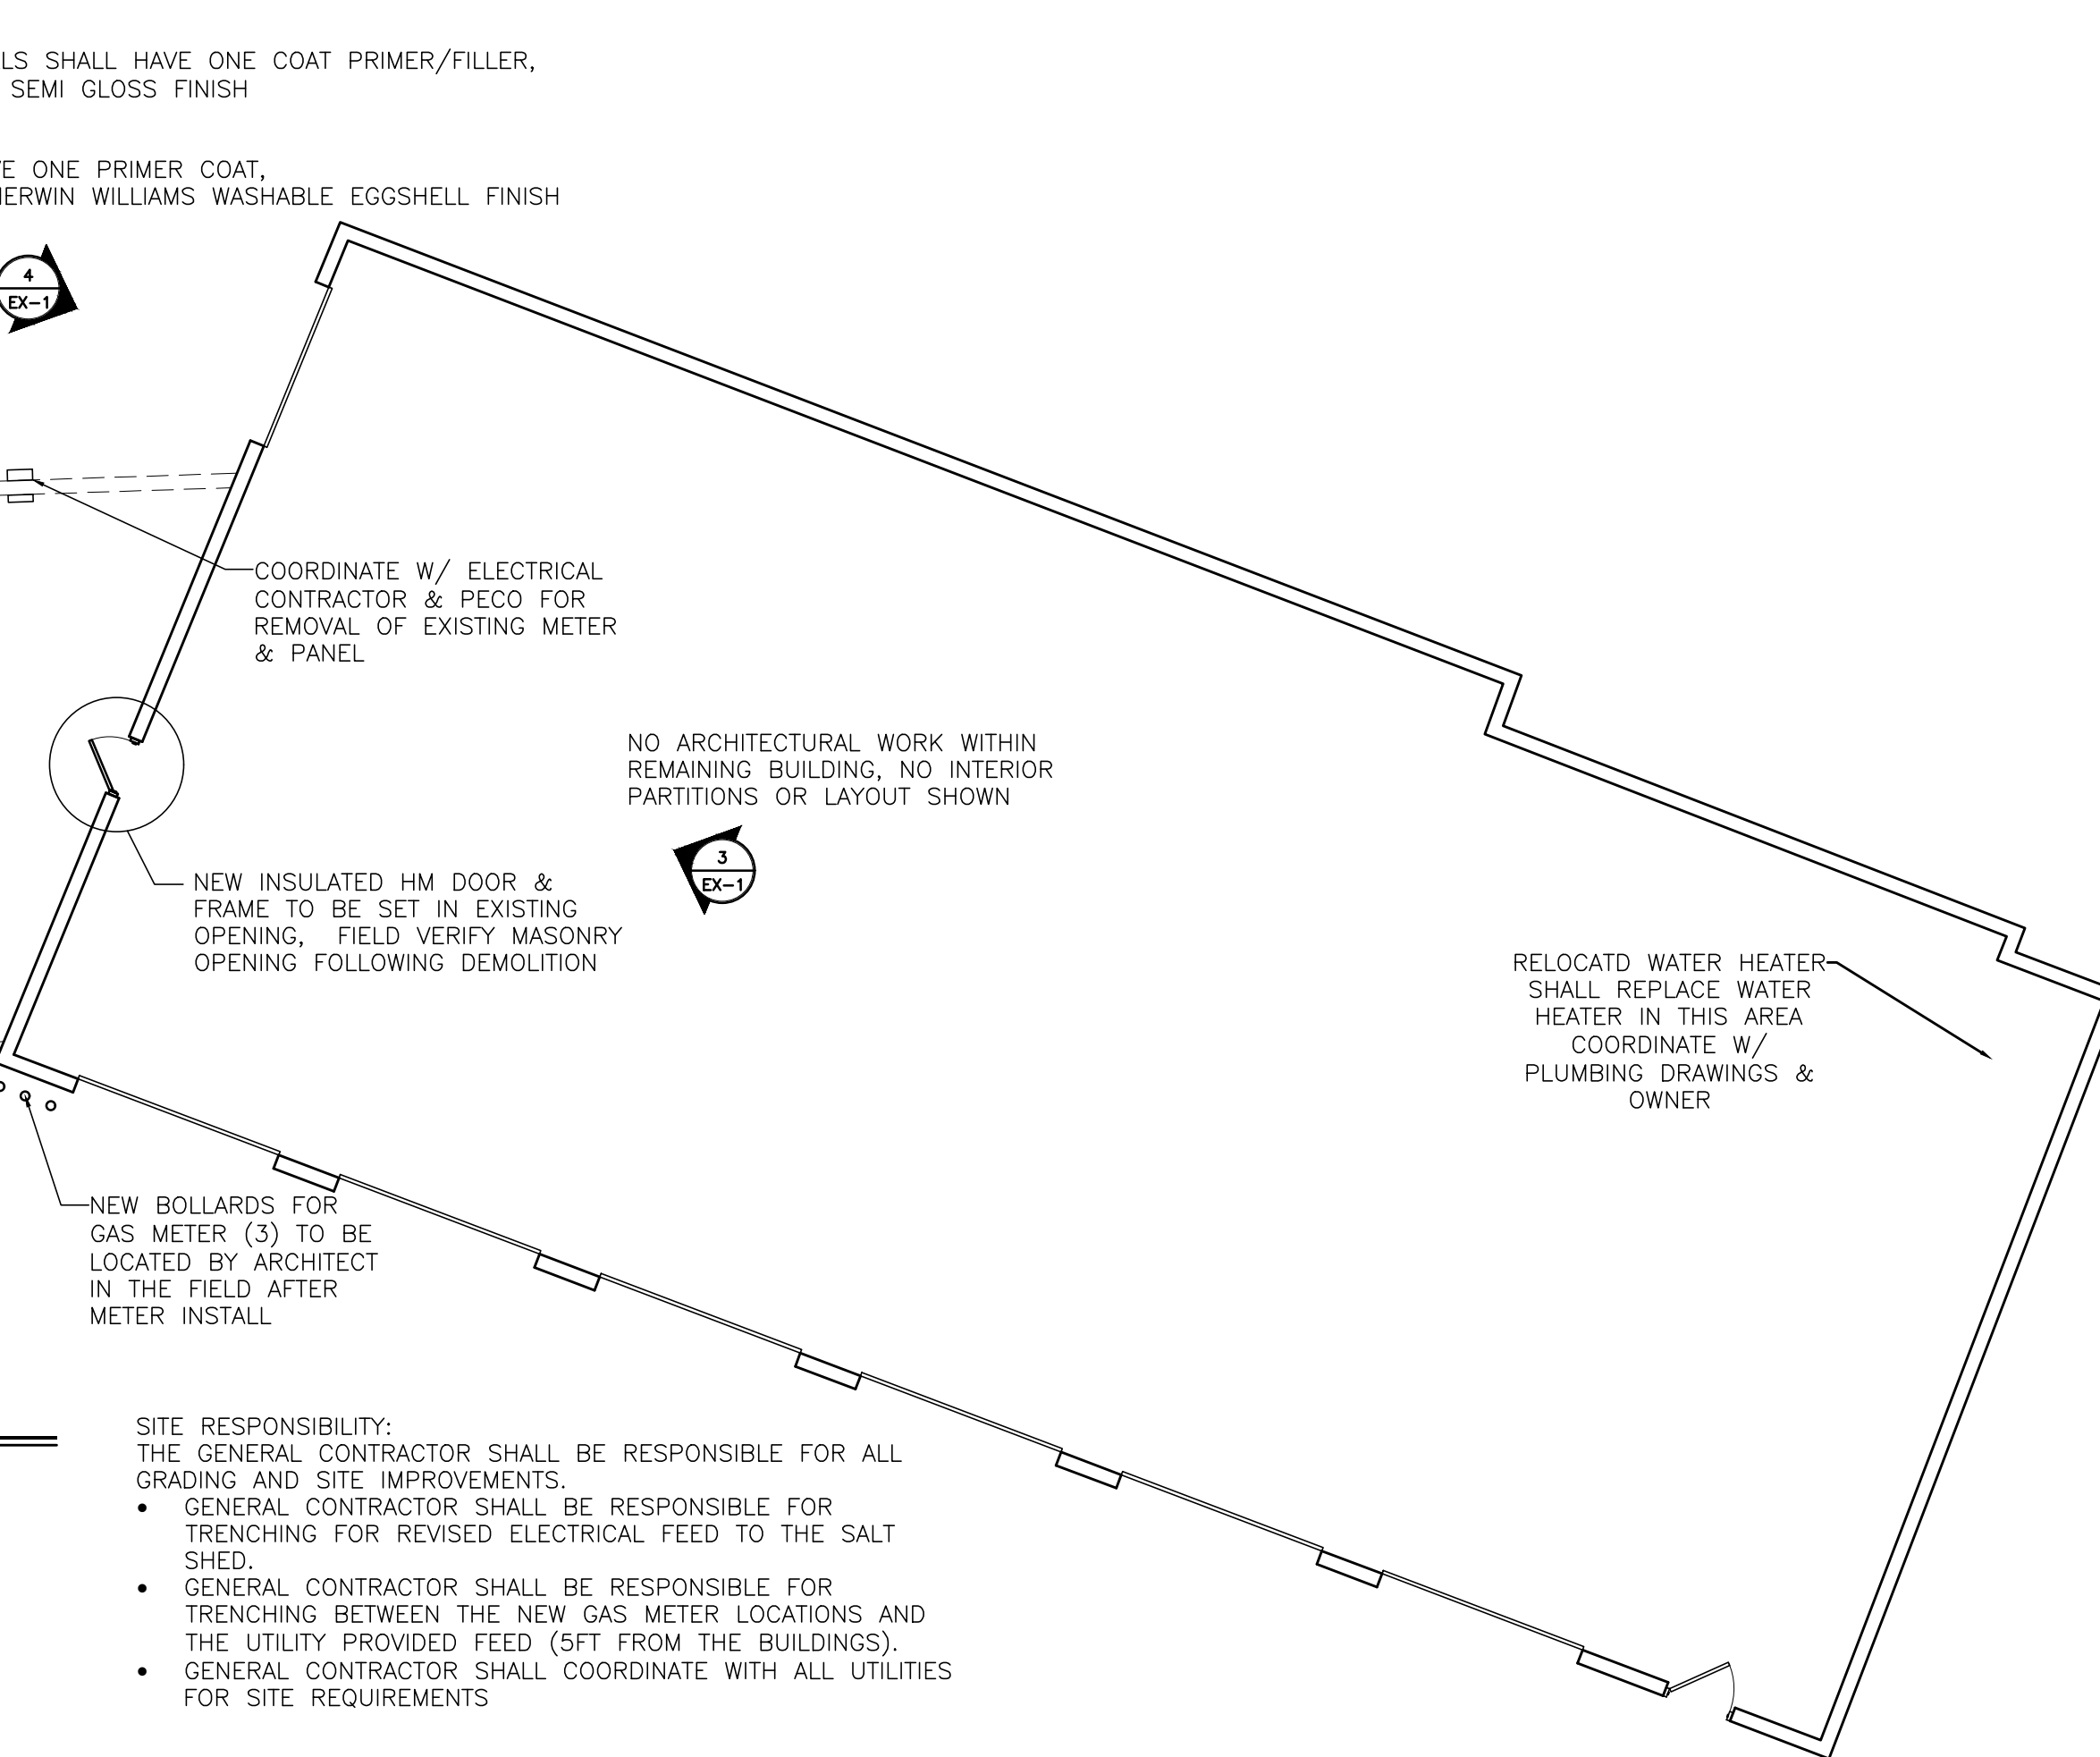 LS SHALL HAVE ONE COAT PRIMER/FILLER,
SEMI GLOSS FINISH
E ONE PRIMER COAT,
HERWIN WILLIAMS WASHABLE EGGSHELL FINISH
4
EX-1
COORDINATE W/ ELECTRICAL
CONTRACTOR & PECO FOR
REMOVAL OF EXISTING METER
& PANEL
NO ARCHITECTURAL WORK WITHIN
REMAINING BUILDING, NO INTERIOR
PARTITIONS OR LAYOUT SHOWN
3
EX-1
NEW INSULATED HM DOOR &
FRAME TO BE SET IN EXISTING
OPENING, FIELD VERIFY MASONRY
OPENING FOLLOWING DEMOLITION
RELOCATD WATER HEATER
SHALL REPLACE WATER
HEATER IN THIS AREA
COORDINATE W/
PLUMBING DRAWINGS &
OWNER
NEW BOLLARDS FOR
GAS METER (3) TO BE
LOCATED BY ARCHITECT
IN THE FIELD AFTER
METER INSTALL
SITE RESPONSIBILITY:
THE GENERAL CONTRACTOR SHALL BE RESPONSIBLE FOR ALL
GRADING AND SITE IMPROVEMENTS.
• GENERAL CONTRACTOR SHALL BE RESPONSIBLE FOR
TRENCHING FOR REVISED ELECTRICAL FEED TO THE SALT
SHED.
• GENERAL CONTRACTOR SHALL BE RESPONSIBLE FOR
TRENCHING BETWEEN THE NEW GAS METER LOCATIONS AND
THE UTILITY PROVIDED FEED (5FT FROM THE BUILDINGS).
• GENERAL CONTRACTOR SHALL COORDINATE WITH ALL UTILITIES
FOR SITE REQUIREMENTS